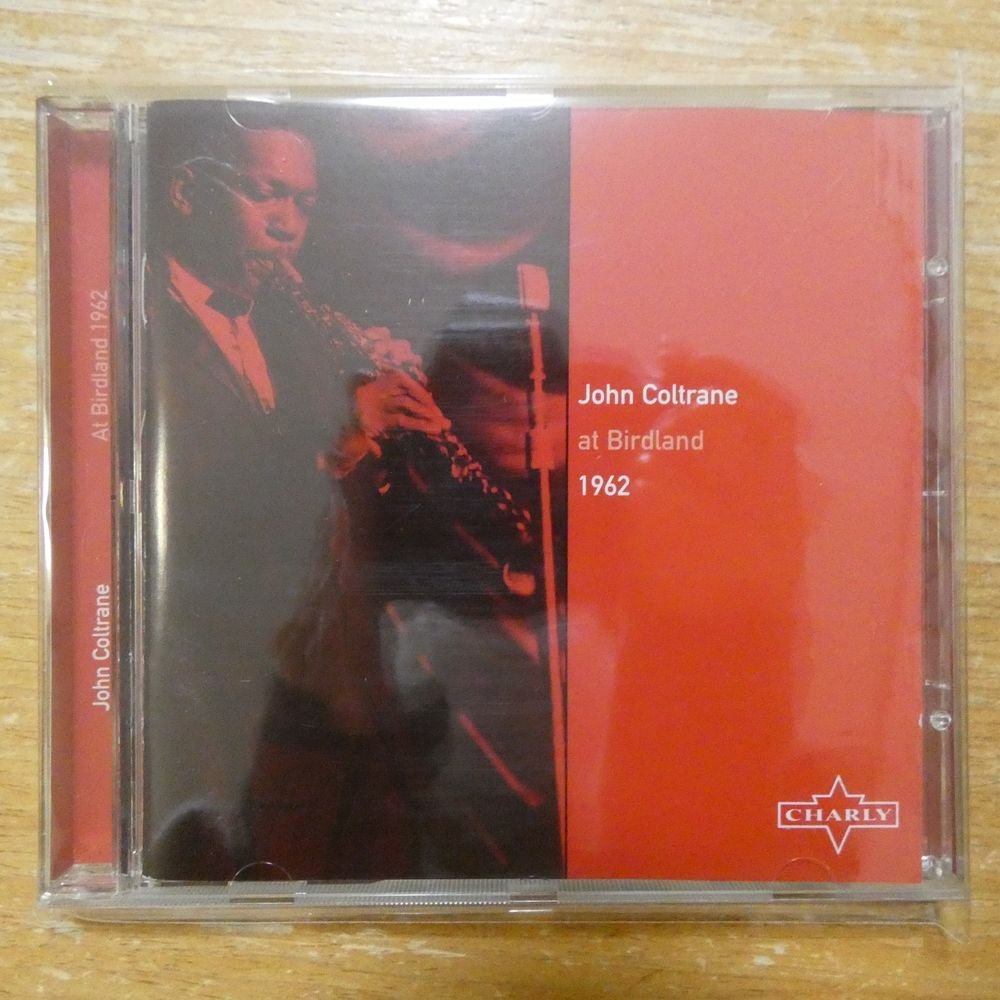 John Coltrane
at Birdland
1962
CHARLY
John Coltrane At Birdland 1962